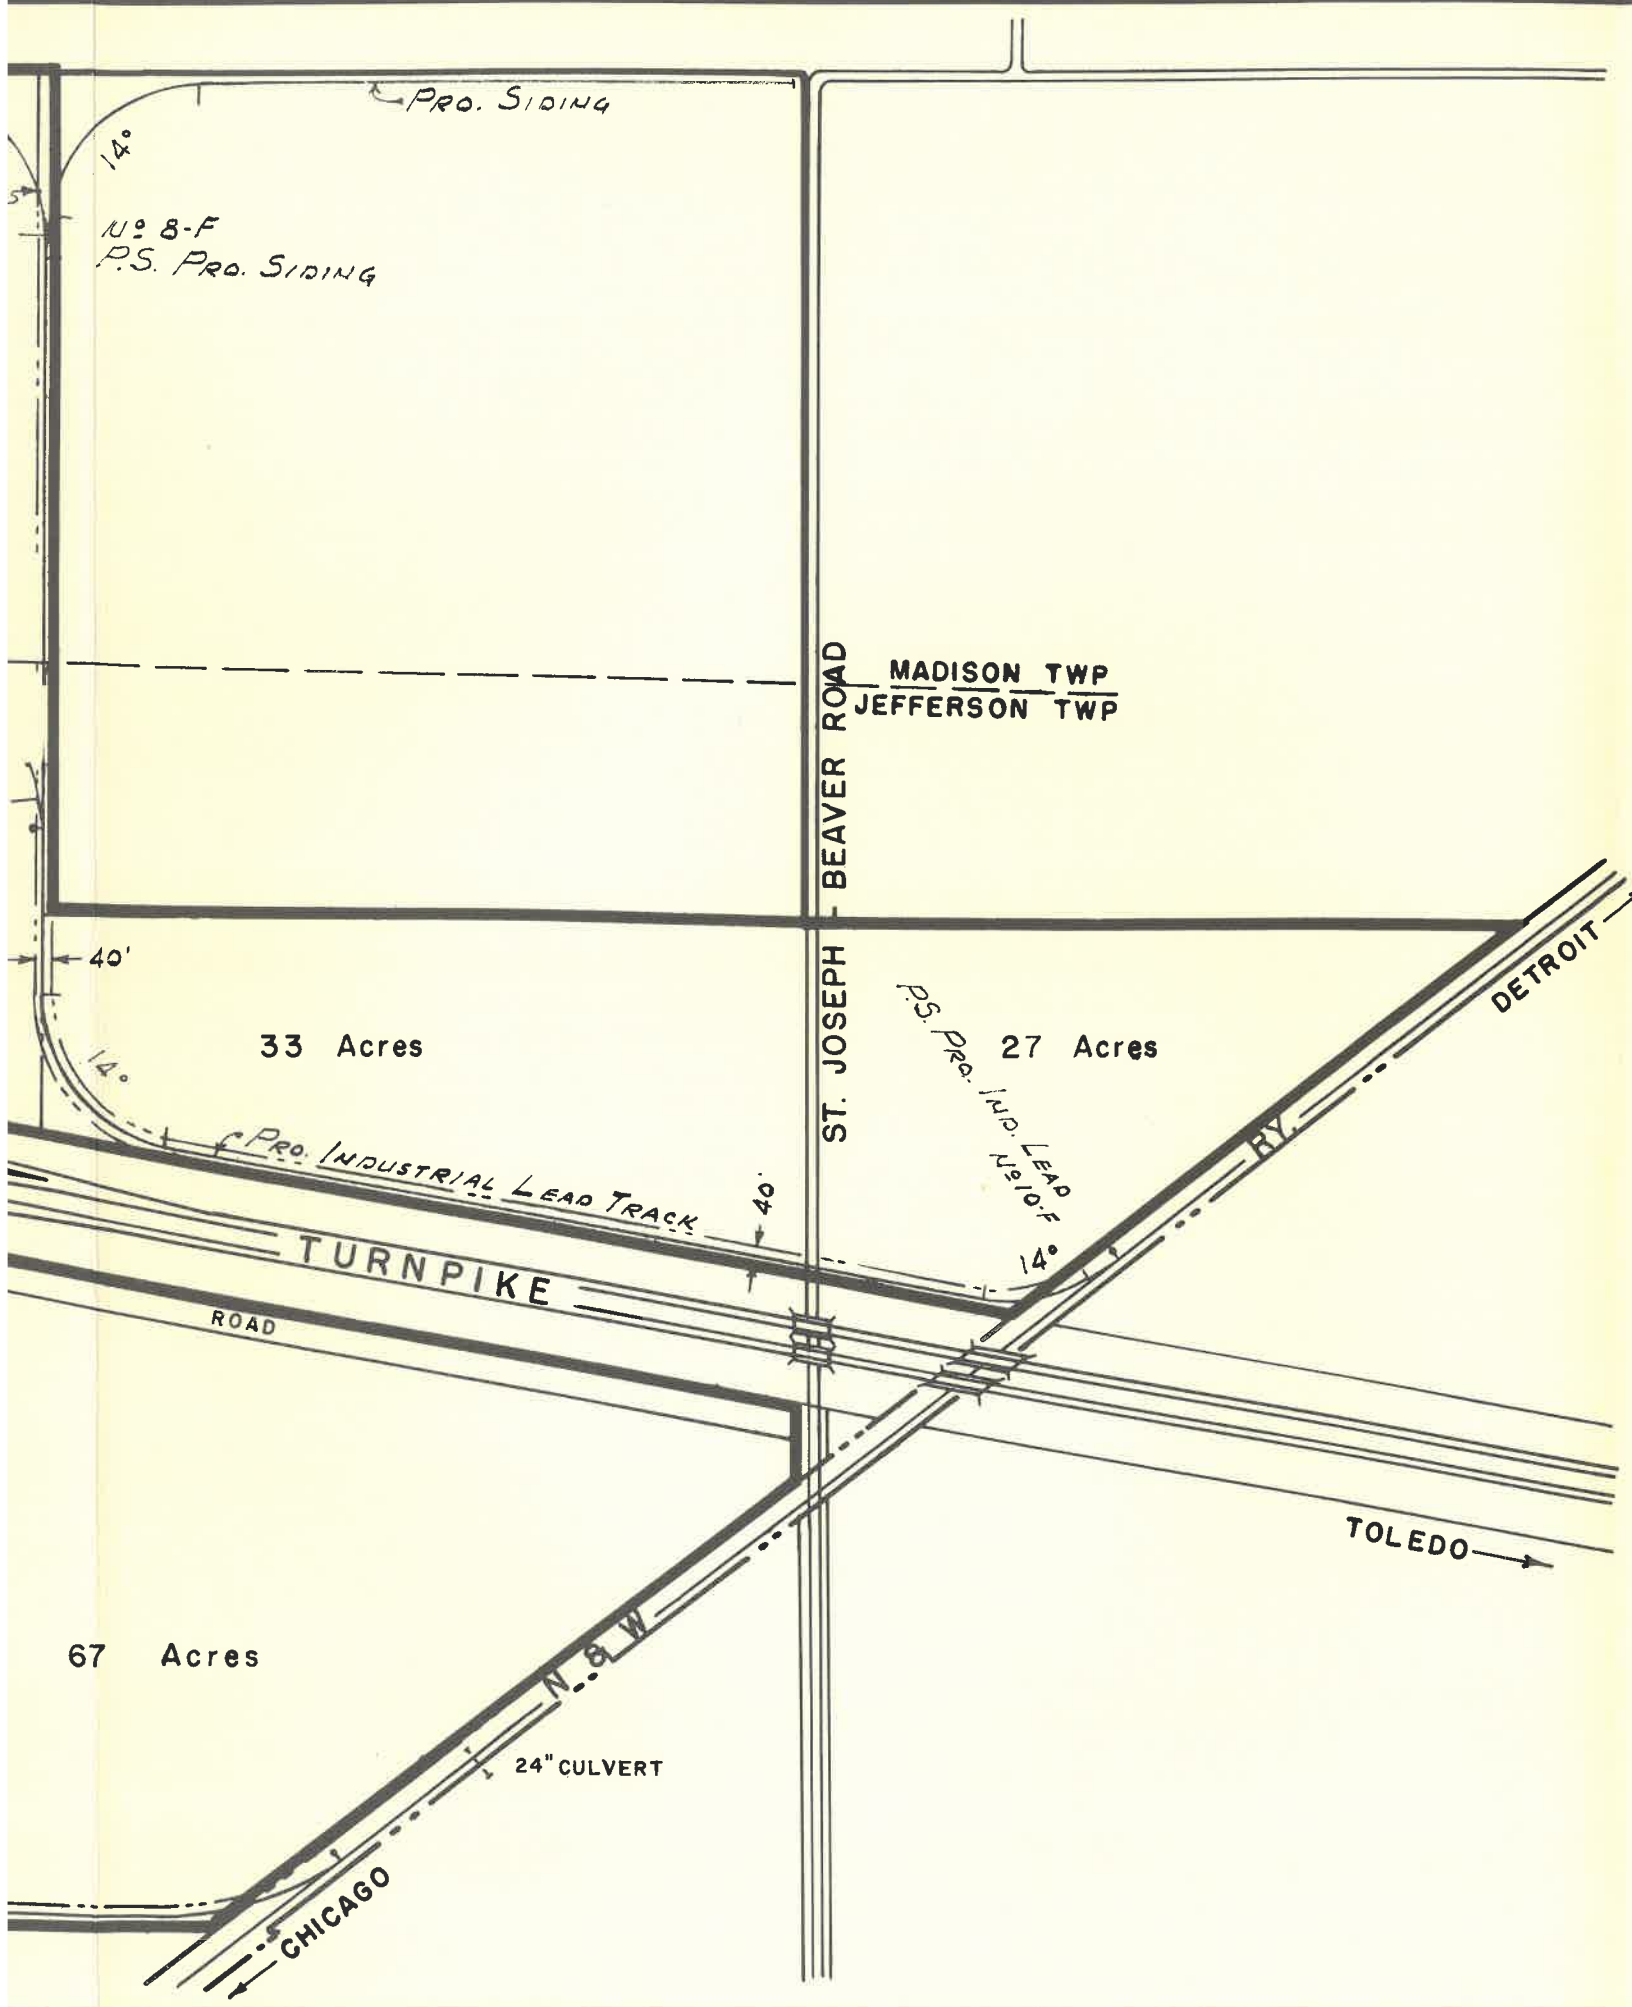 PRO. SIDING
14°
Nº 8-F
P.S. PRO. SIDING
MADISON TWP
JEFFERSON TWP
ST. JOSEPH - BEAVER ROAD
DETROIT
40'
33 Acres
27 Acres
P.S. PRO. IND. LEAD
Nº 10-F
14°
PRO. INDUSTRIAL LEAD TRACK
40'
14°
RY.
TURNPIKE
ROAD
TOLEDO
67 Acres
N & W
24" CULVERT
CHICAGO